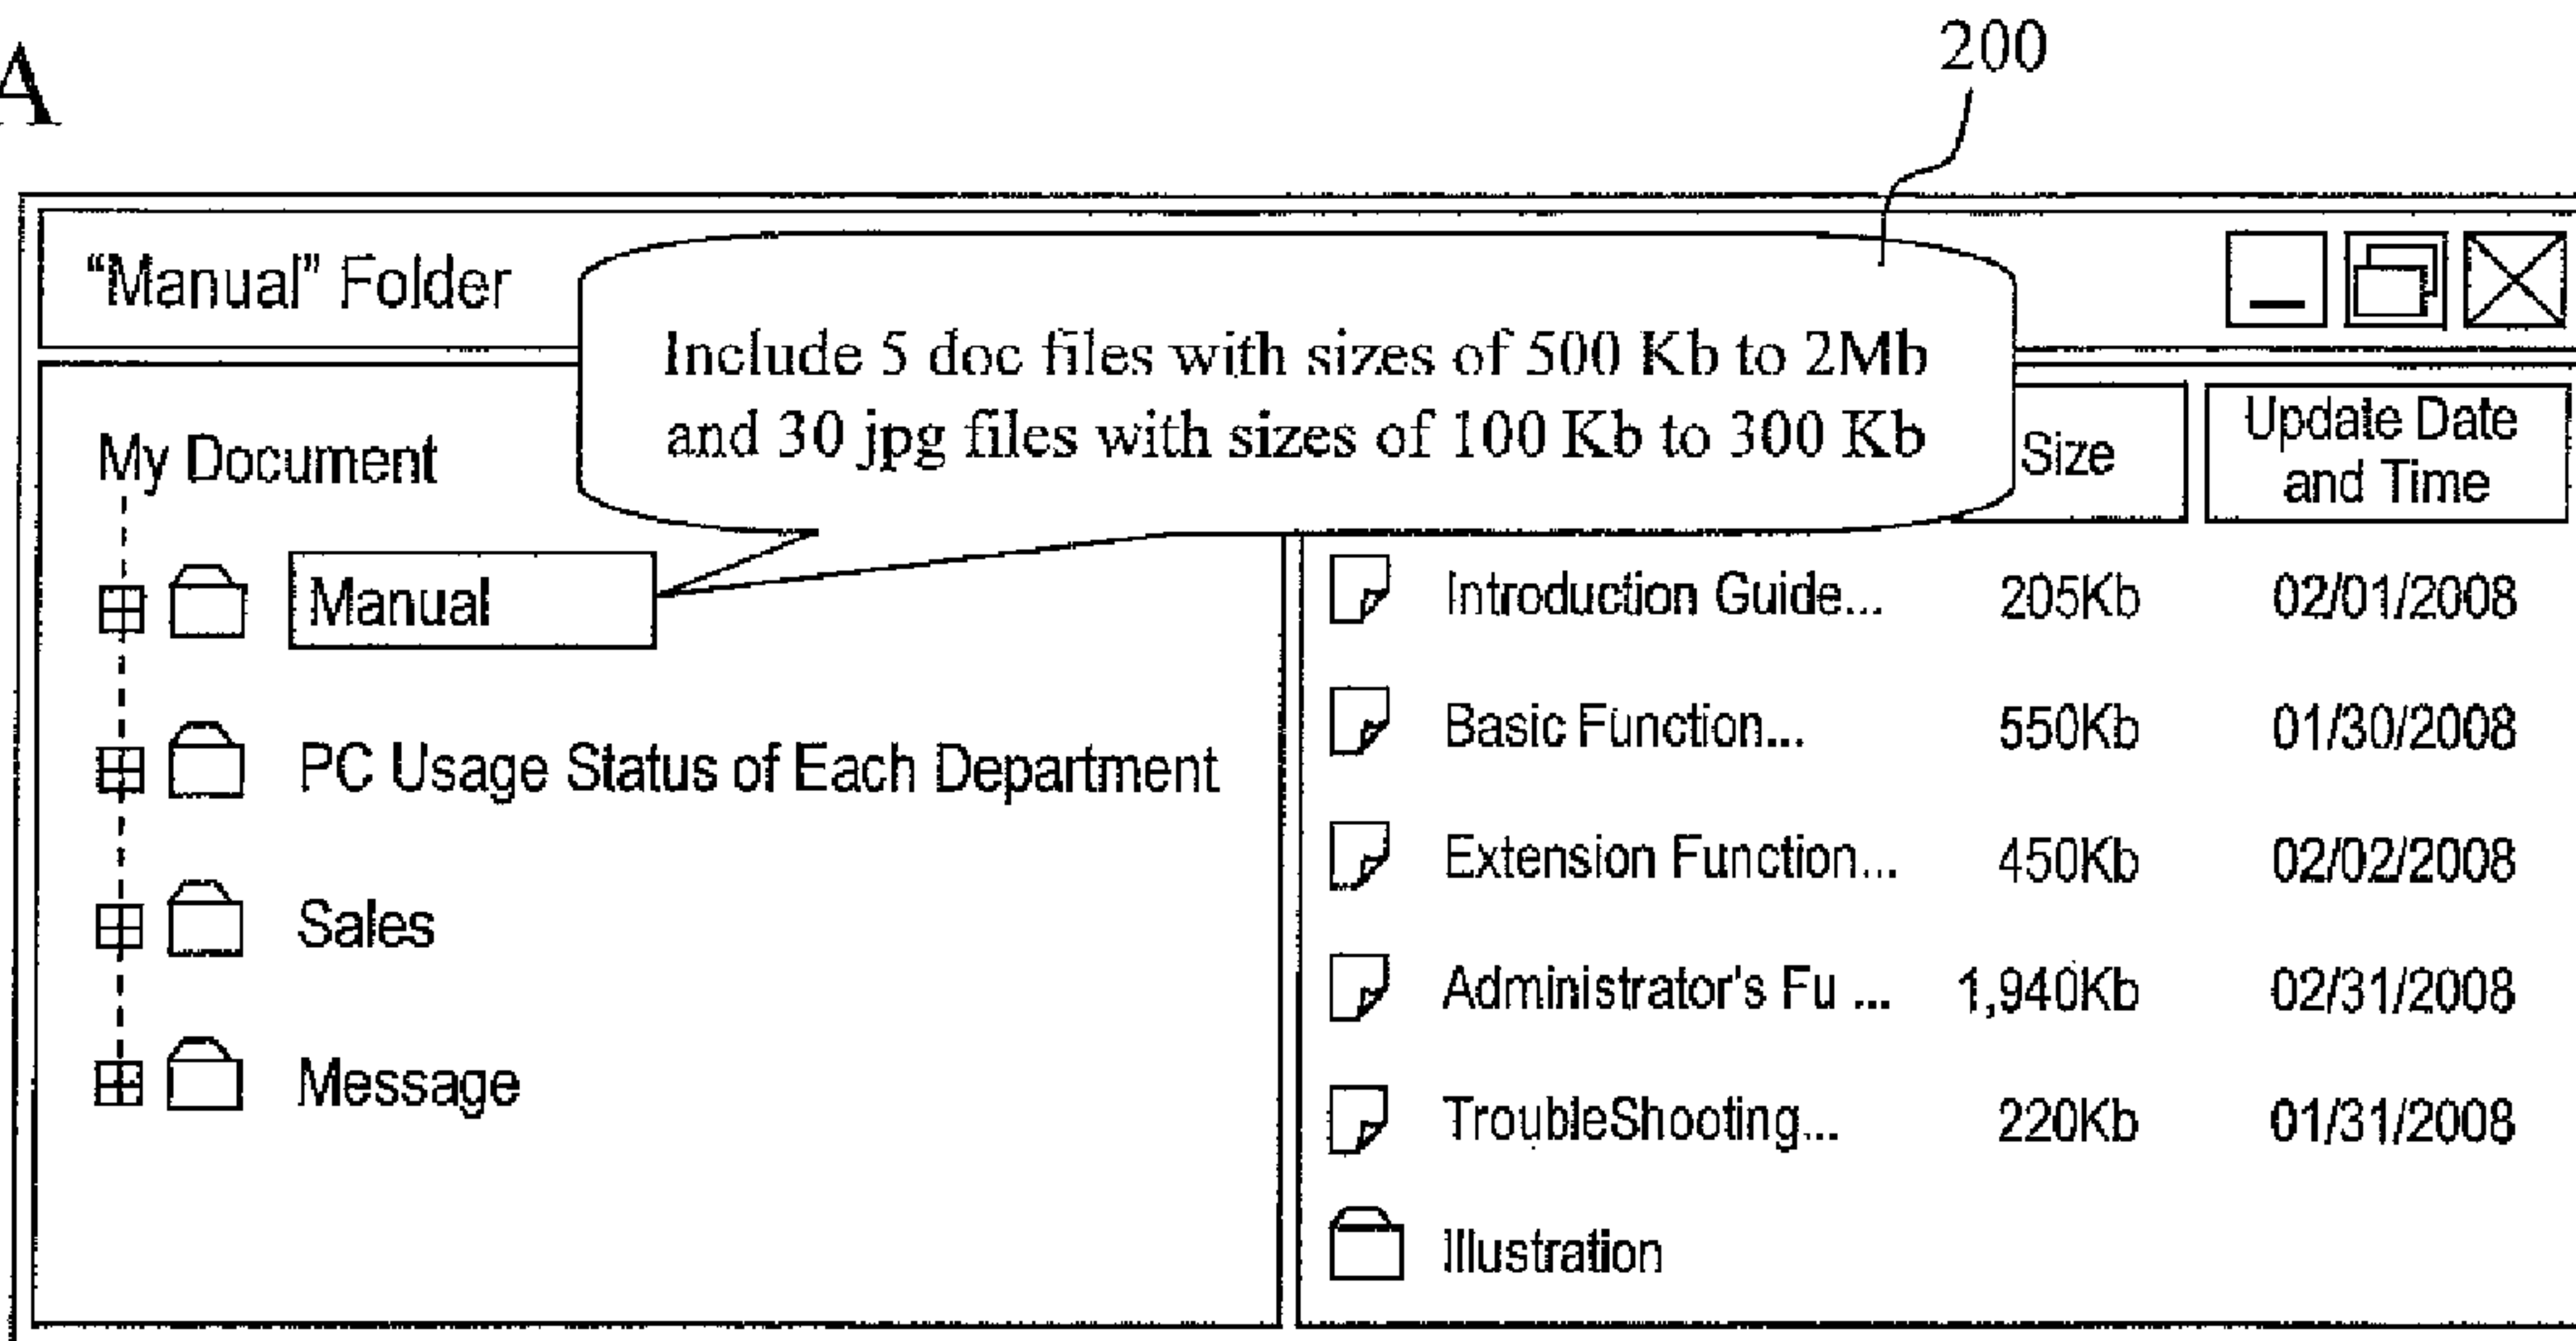 A
200
“Manual” Folder
Include 5 doc files with sizes of 500 Kb to 2Mb
and 30 jpg files with sizes of 100 Kb to 300 Kb
Size
Update Date
and Time
My Document
Manual
PC Usage Status of Each Department
Sales
Message
Introduction Guide... 205Kb 02/01/2008
Basic Function... 550Kb 01/30/2008
Extension Function... 450Kb 02/02/2008
Administrator's Fu ... 1,940Kb 02/31/2008
TroubleShooting... 220Kb 01/31/2008
Illustration